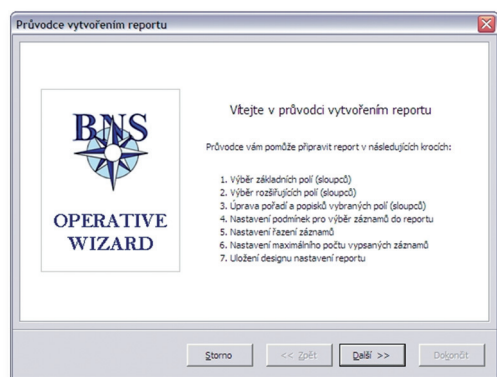 Průvodce vytvořením reportu
BNS
OPERATIVE
WIZARD
Vítejte v průvodci vytvořením reportu
Průvodce vám pomůže připravit report v následujících krocích:
1. Výběr základních polí (sloupců)
2. Výběr rozšiřujících polí (sloupců)
3. Úprava pořadí a popisků vybraných polí (sloupců)
4. Nastavení podmínek pro výběr záznamů do reportu
5. Nastavení řazení záznamů
6. Nastavení maximálního počtu vypsaných záznamů
7. Uložení designu nastavení reportu
Storno
<< Zpět
Další >>
Dokončit